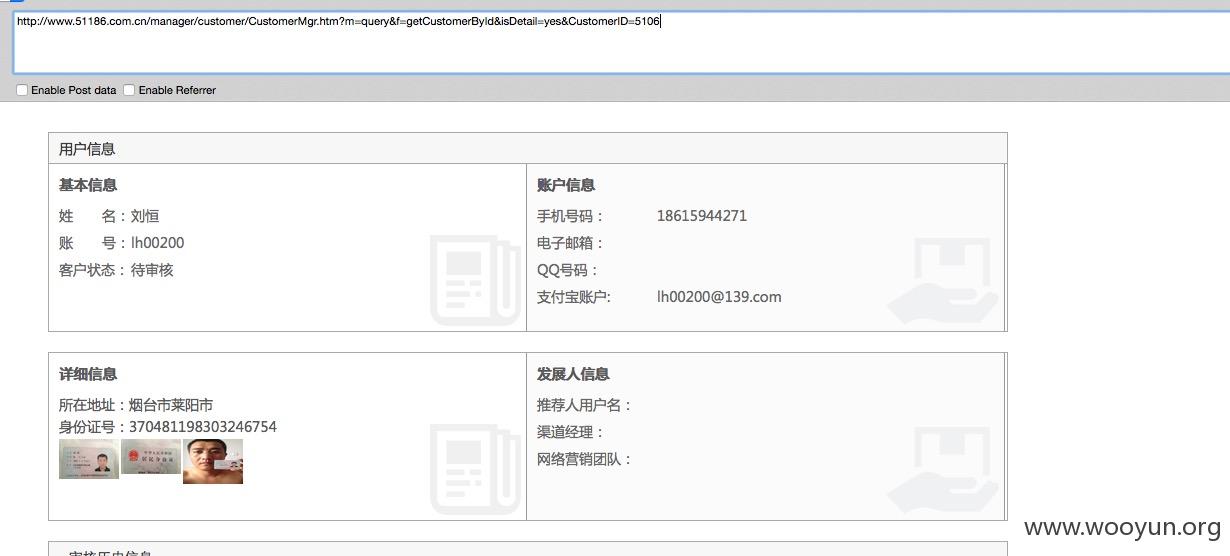 http://www.51186.com.cn/manager/customer/CustomerMgr.htm?m=query&f=getCustomerById&isDetail=yes&CustomerID=5106
Enable Post data Enable Referrer
用户信息
基本信息
姓 名：刘恒
账 号：lh00200
客户状态：待审核
账户信息
手机号码： 18615944271
电子邮箱：
QQ号码：
支付宝账户: lh00200@139.com
详细信息
所在地址：烟台市莱阳市
身份证号：370481198303246754
发展人信息
推荐人用户名：
渠道经理：
网络营销团队：
www.wooyun.org